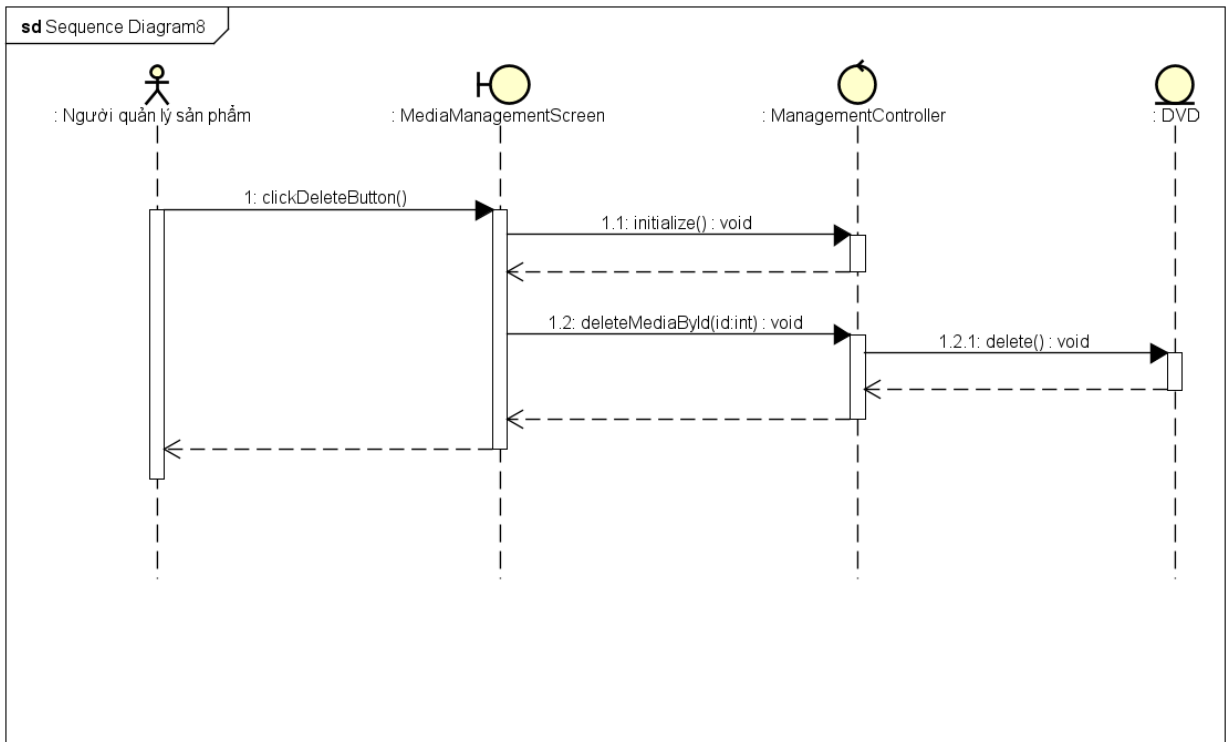 sd Sequence Diagram8
: Người quản lý sản phẩm
: MediaManagementScreen
: ManagementController
: DVD
1: clickDeleteButton()
1.1: initialize() : void
1.2: deleteMediaById(id:int) : void
1.2.1: delete() : void